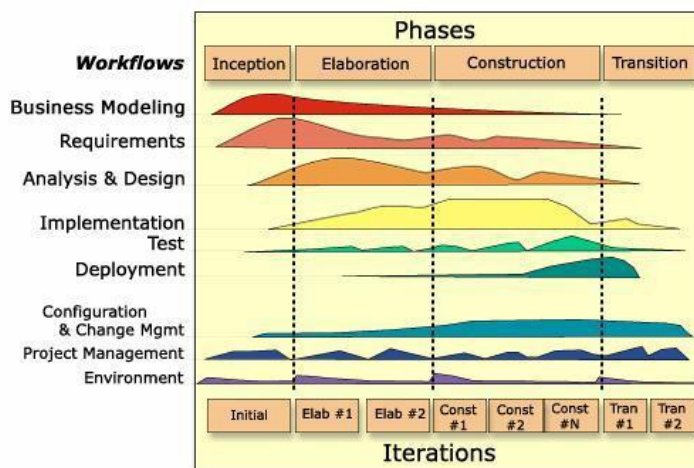 Phases
Workflows
Inception
Elaboration
Construction
Transition
Business Modeling
Requirements
Analysis & Design
Implementation
Test
Deployment
Configuration
& Change Mgmt
Project Management
Environment
Initial
Elab #1
Elab #2
Const
#1
Const
#2
Const
#N
Tran
#1
Tran
#2
Iterations